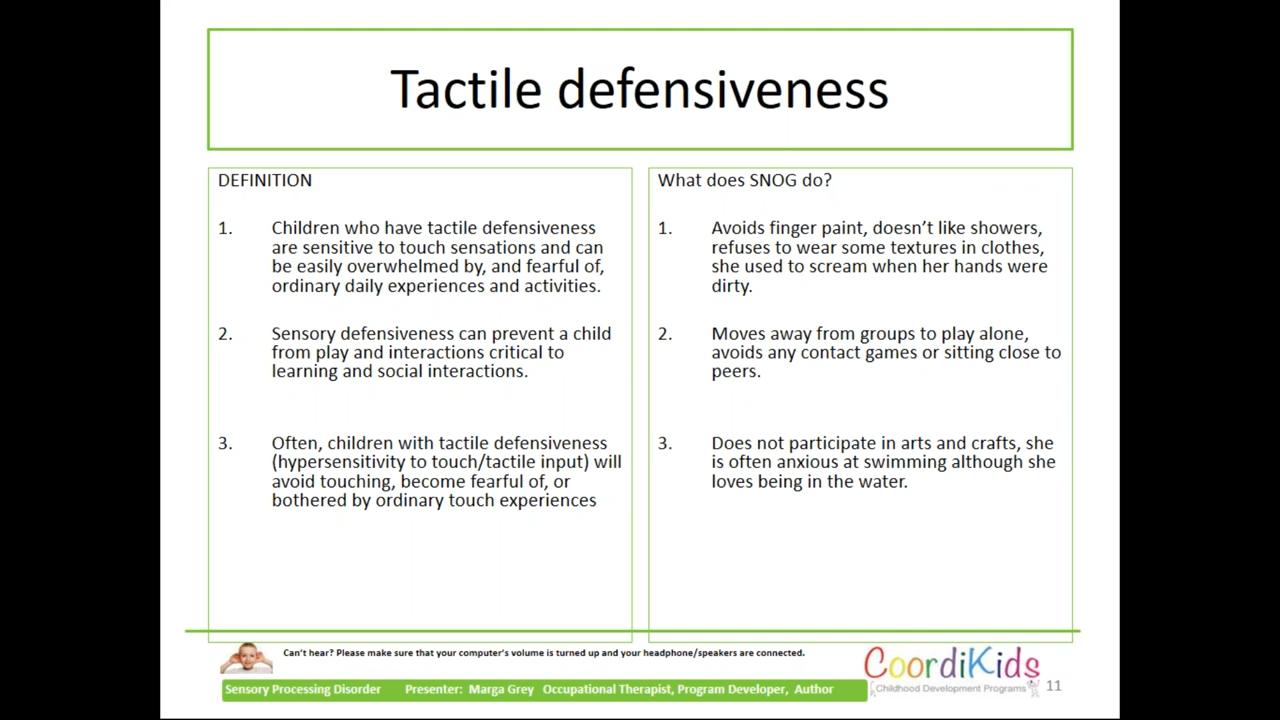 Tactile defensiveness
DEFINITION
1. Children who have tactile defensiveness
are sensitive to touch sensations and can
be easily overwhelmed by, and fearful of,
ordinary daily experiences and activities.
2. Sensory defensiveness can prevent a child
from play and interactions critical to
learning and social interactions.
3. Often, children with tactile defensiveness
(hypersensitivity to touch/tactile input) will
avoid touching, become fearful of, or
bothered by ordinary touch experiences
What does SNOG do?
1. Avoids finger paint, doesn’t like showers,
refuses to wear some textures in clothes,
she used to scream when her hands were
dirty.
2. Moves away from groups to play alone,
avoids any contact games or sitting close to
peers.
3. Does not participate in arts and crafts, she
is often anxious at swimming although she
loves being in the water.
Can’t hear? Please make sure that your computer’s volume is turned up and your headphone/speakers are connected.
Sensory Processing Disorder Presenter: Marga Grey Occupational Therapist, Program Developer, Author
CoordiKids
Childhood Development Programs
11